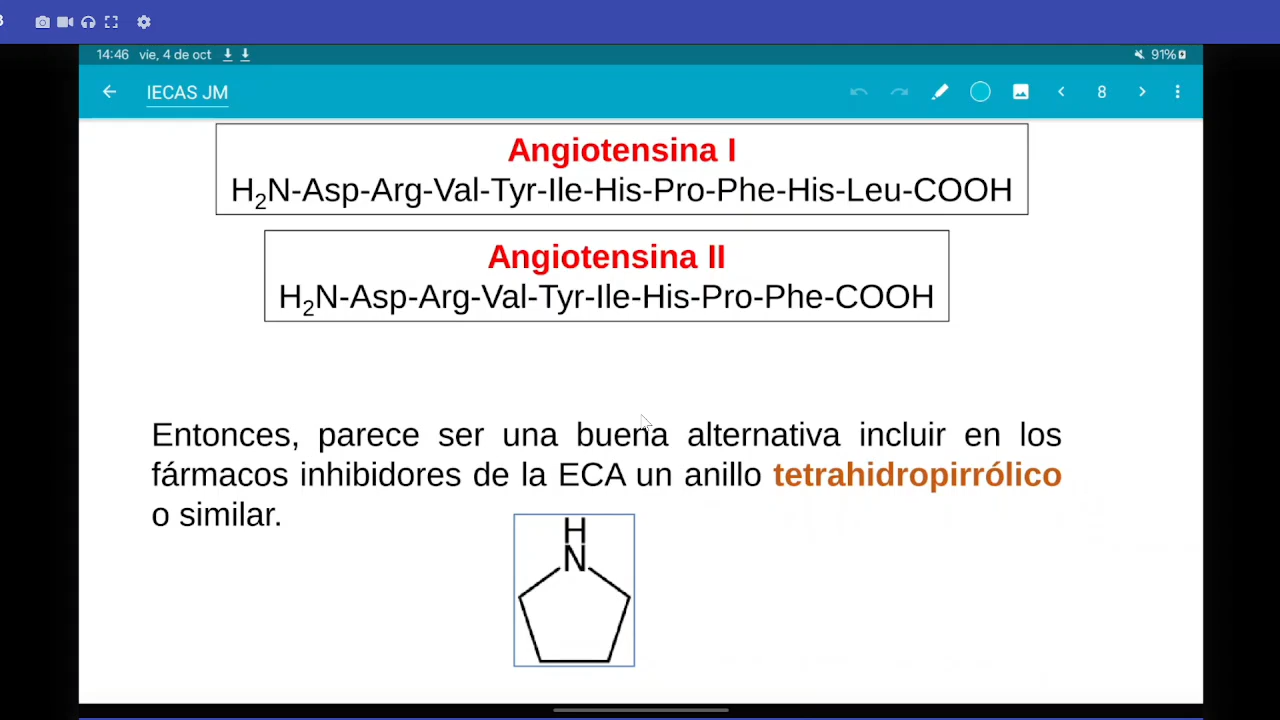 3
14:46 vie, 4 de oct 91%
IECAS JM 8
Angiotensina I
H₂N-Asp-Arg-Val-Tyr-Ile-His-Pro-Phe-His-Leu-COOH
Angiotensina II
H₂N-Asp-Arg-Val-Tyr-Ile-His-Pro-Phe-COOH
Entonces, parece ser una buena alternativa incluir en los
fármacos inhibidores de la ECA un anillo tetrahidropirrólico
o similar.
H
N